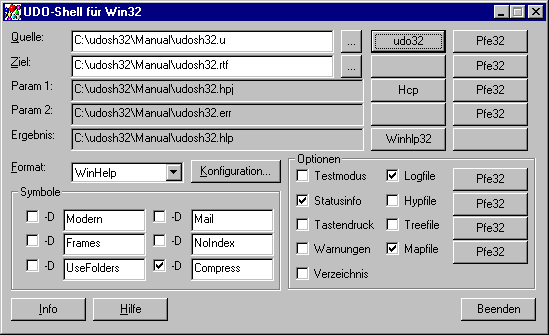 UDO-Shell für Win32
Quelle: C:\udosh32\Manual\udosh32.u ... udo32 Pfe32
Ziel: C:\udosh32\Manual\udosh32.rtf ... Pfe32
Param 1: C:\udosh32\Manual\udosh32.hpj Hcp Pfe32
Param 2: C:\udosh32\Manual\udosh32.err Pfe32
Ergebnis: C:\udosh32\Manual\udosh32.hlp Winhlp32
Format: WinHelp Konfiguration...
Symbole
-D Modern -D Mail
-D Frames -D NoIndex
-D UseFolders -D Compress
Optionen
Testmodus Logfile Pfe32
Statusinfo Hypfile Pfe32
Tastendruck Treefile Pfe32
Warnungen Mapfile Pfe32
Verzeichnis
Info Hilfe Beenden